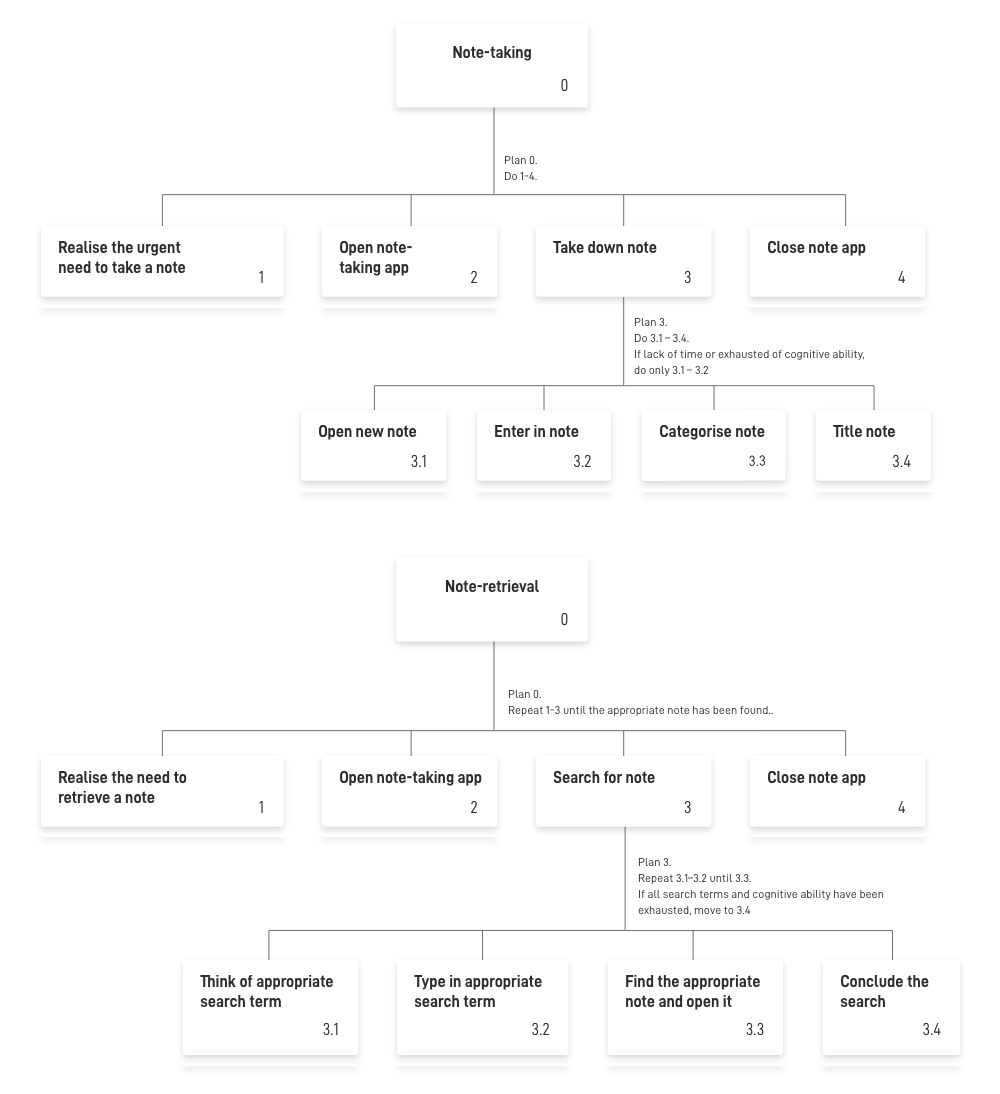 Note-taking
0
Plan 0.
Do 1-4.
Realise the urgent
need to take a note
1
Open note-
taking app
2
Take down note
3
Close note app
4
Plan 3.
Do 3.1 – 3.4.
If lack of time or exhausted of cognitive ability,
do only 3.1 – 3.2
Open new note
3.1
Enter in note
3.2
Categorise note
3.3
Title note
3.4
Note-retrieval
0
Plan 0.
Repeat 1-3 until the appropriate note has been found..
Realise the need to
retrieve a note
1
Open note-taking app
2
Search for note
3
Close note app
4
Plan 3.
Repeat 3.1–3.2 until 3.3.
If all search terms and cognitive ability have been
exhausted, move to 3.4
Think of appropriate
search term
3.1
Type in appropriate
search term
3.2
Find the appropriate
note and open it
3.3
Conclude the
search
3.4